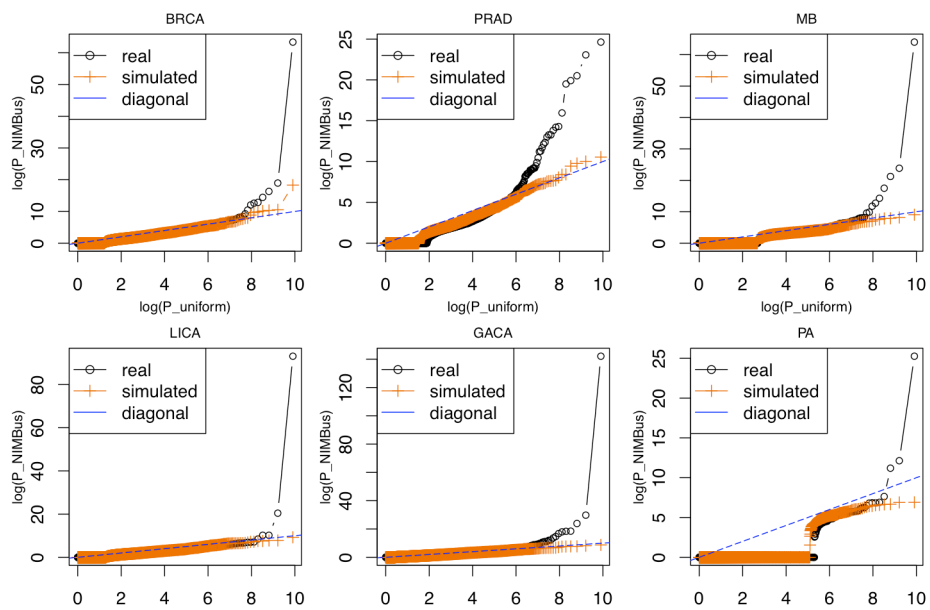 BRCA
log(P_NIMBus)
50
30
10
0
real
simulated
diagonal
0 2 4 6 8 10
log(P_uniform)
PRAD
log(P_NIMBus)
25
20
15
10
5
0
real
simulated
diagonal
0 2 4 6 8 10
log(P_uniform)
MB
log(P_NIMBus)
50
30
10
0
real
simulated
diagonal
0 2 4 6 8 10
log(P_uniform)
LICA
log(P_NIMBus)
80
60
40
20
0
real
simulated
diagonal
0 2 4 6 8 10
GACA
log(P_NIMBus)
120
80
40
0
real
simulated
diagonal
0 2 4 6 8 10
PA
log(P_NIMBus)
25
20
15
10
5
0
real
simulated
diagonal
0 2 4 6 8 10